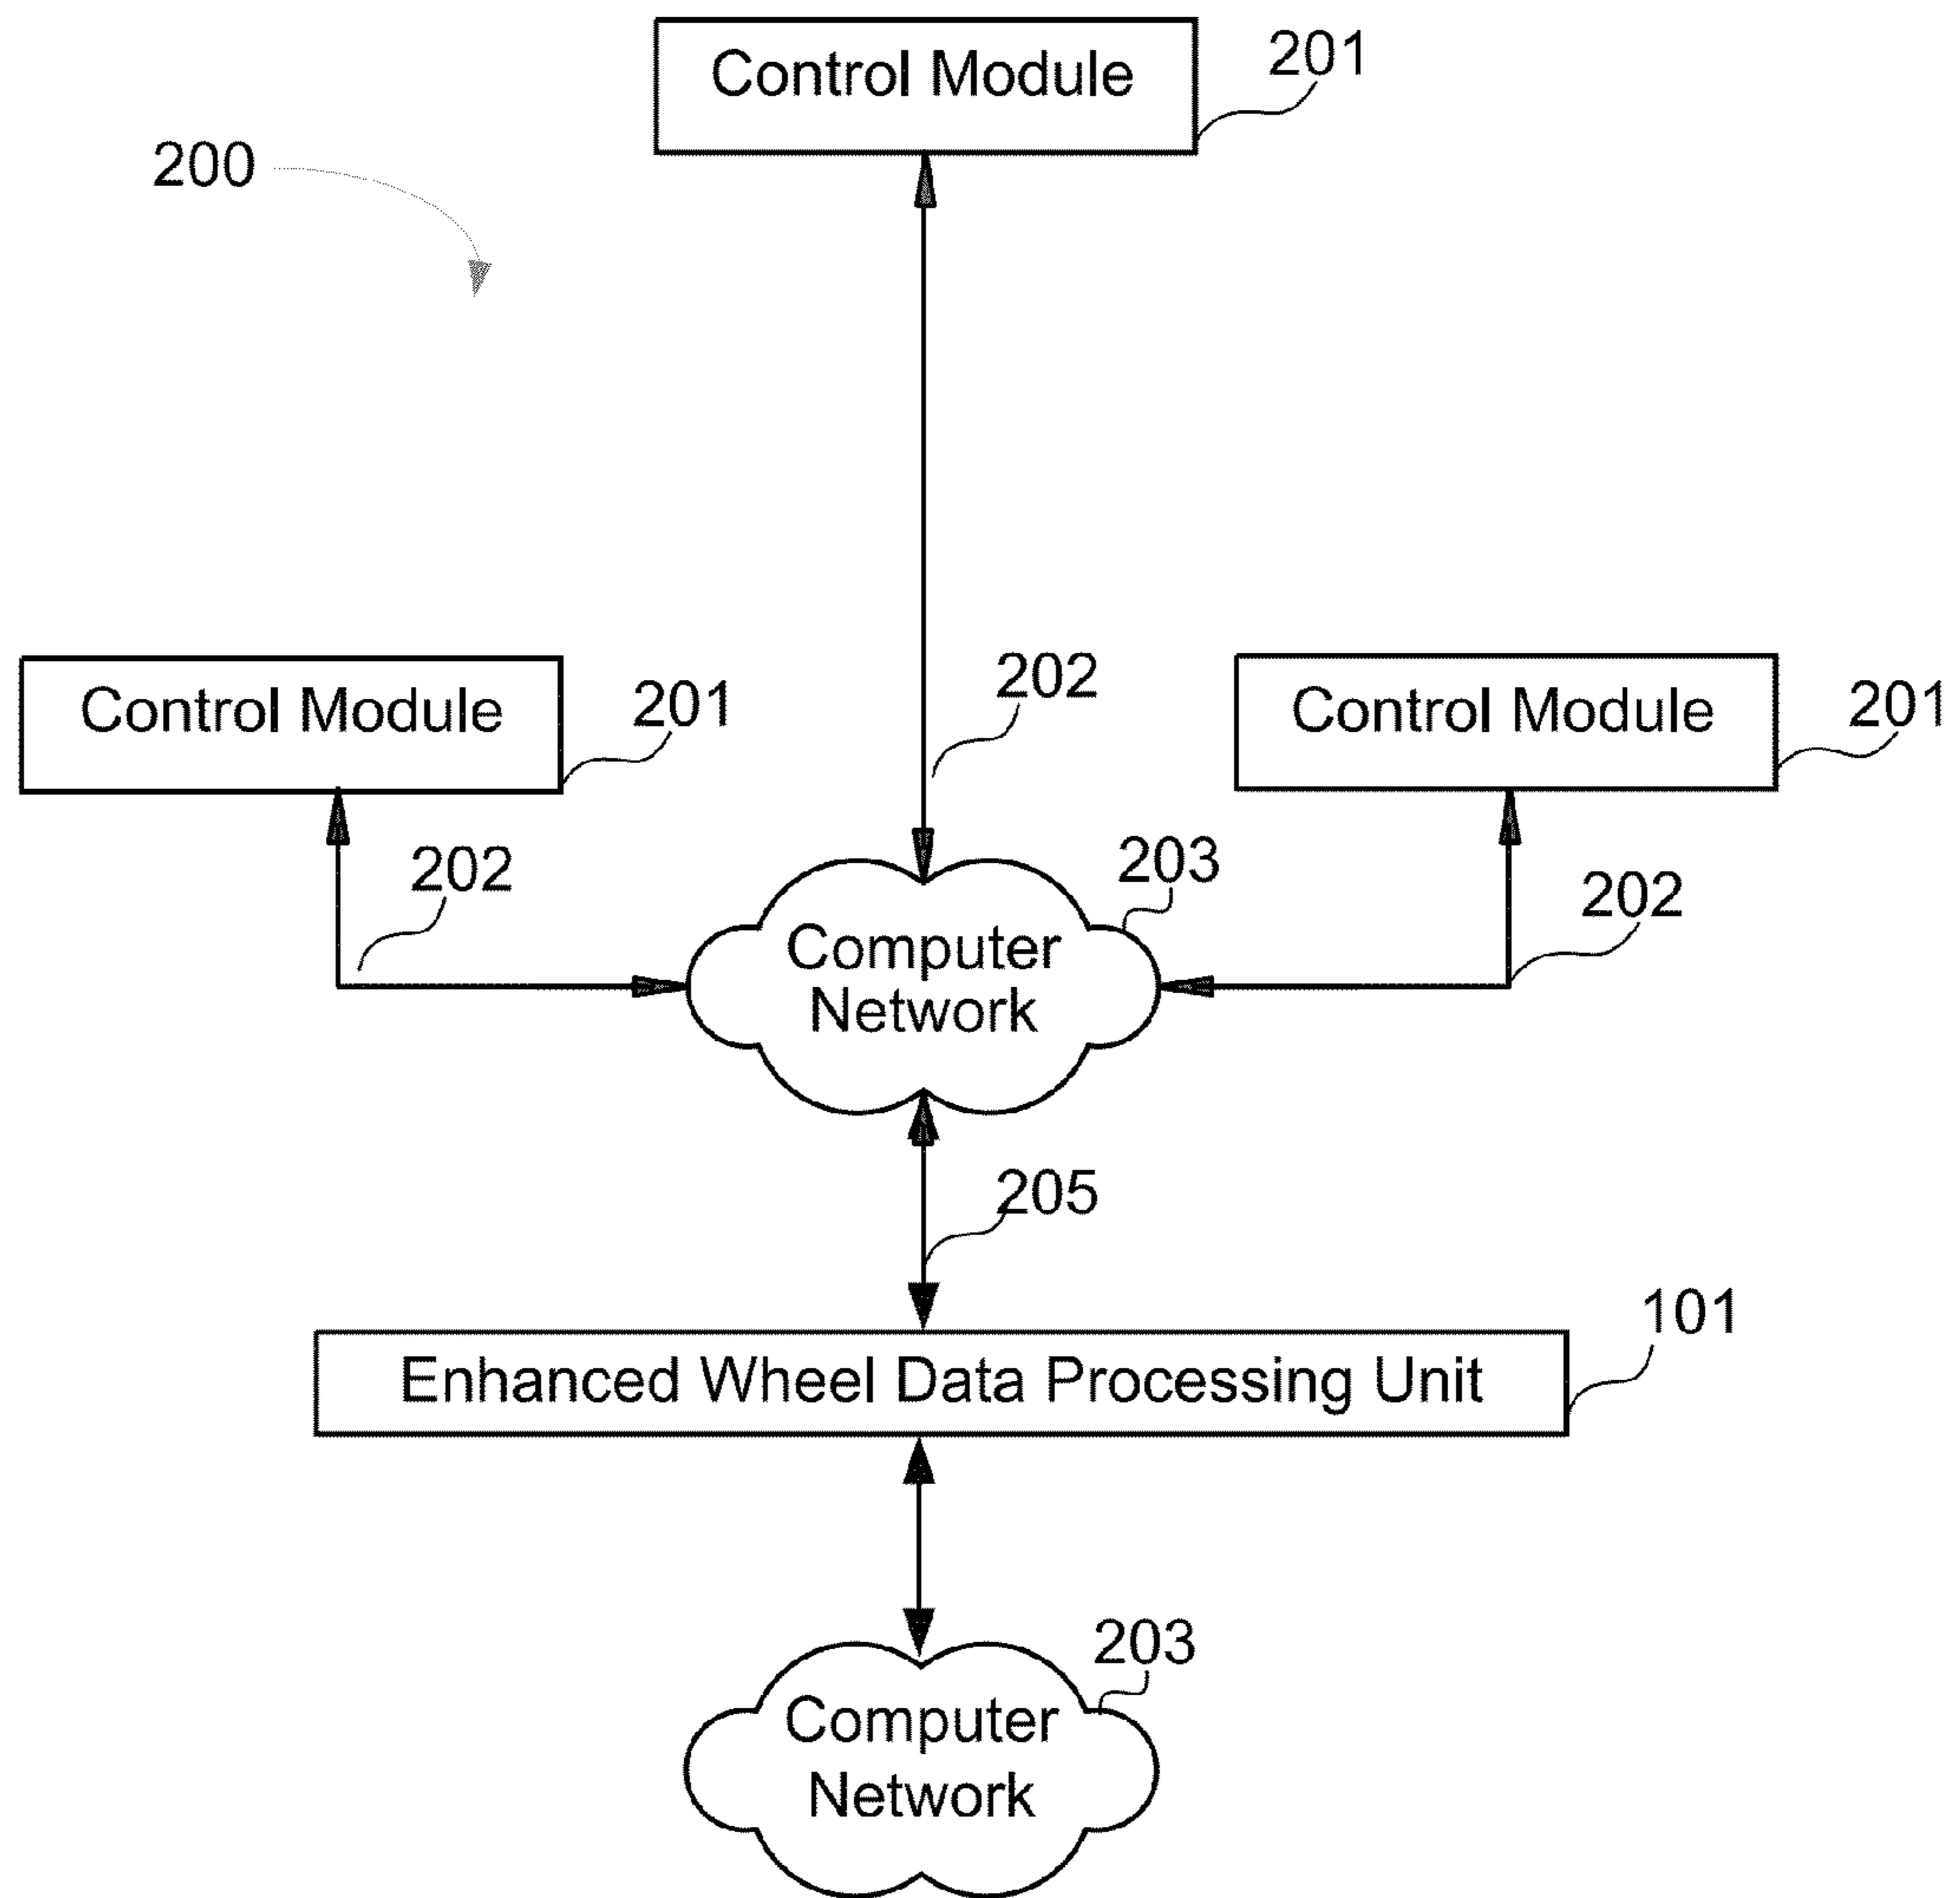 Control Module
201
200
202
Control Module
201
Control Module
201
202
203
202
Computer
Network
205
101
Enhanced Wheel Data Processing Unit
203
Computer
Network